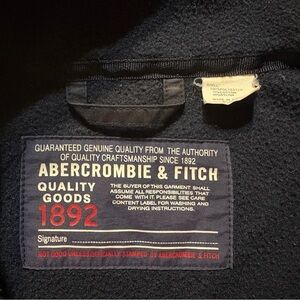 GUARANTEED GENUINE QUALITY FROM THE AUTHORITY
OF QUALITY CRAFTSMANSHIP SINCE 1892
ABERCROMBIE & FITCH
QUALITY
GOODS
1892
THE BUYER OF THIS GARMENT SHALL
ASSUME ALL RESPONSIBILITIES THAT
COME WITH IT. PLEASE SEE CARE
CONTENT LABEL FOR WASHING AND
DRYING INSTRUCTIONS.
Signature
NOT GOOD UNLESS OFFICIALLY STAMPED BY ABERCROMBIE & FITCH